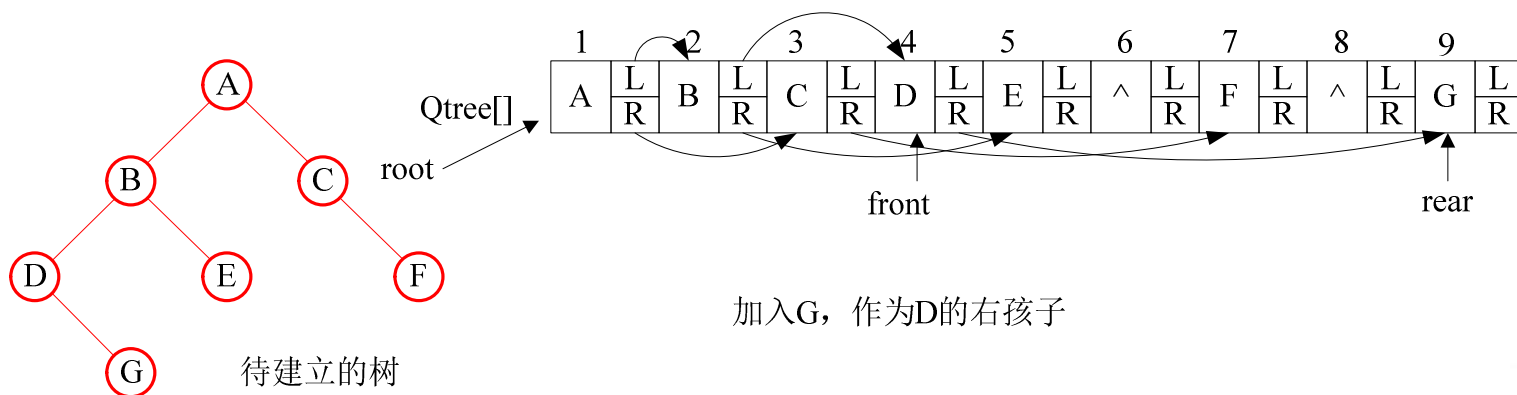 A
B
C
D
E
F
G
待建立的树
1 2 3 4 5 6 7 8 9
Qtree[]
A L B L C L D L E L ^ L F L ^ L G L
R R R R R R R R R
root
front
rear
加入G，作为D的右孩子